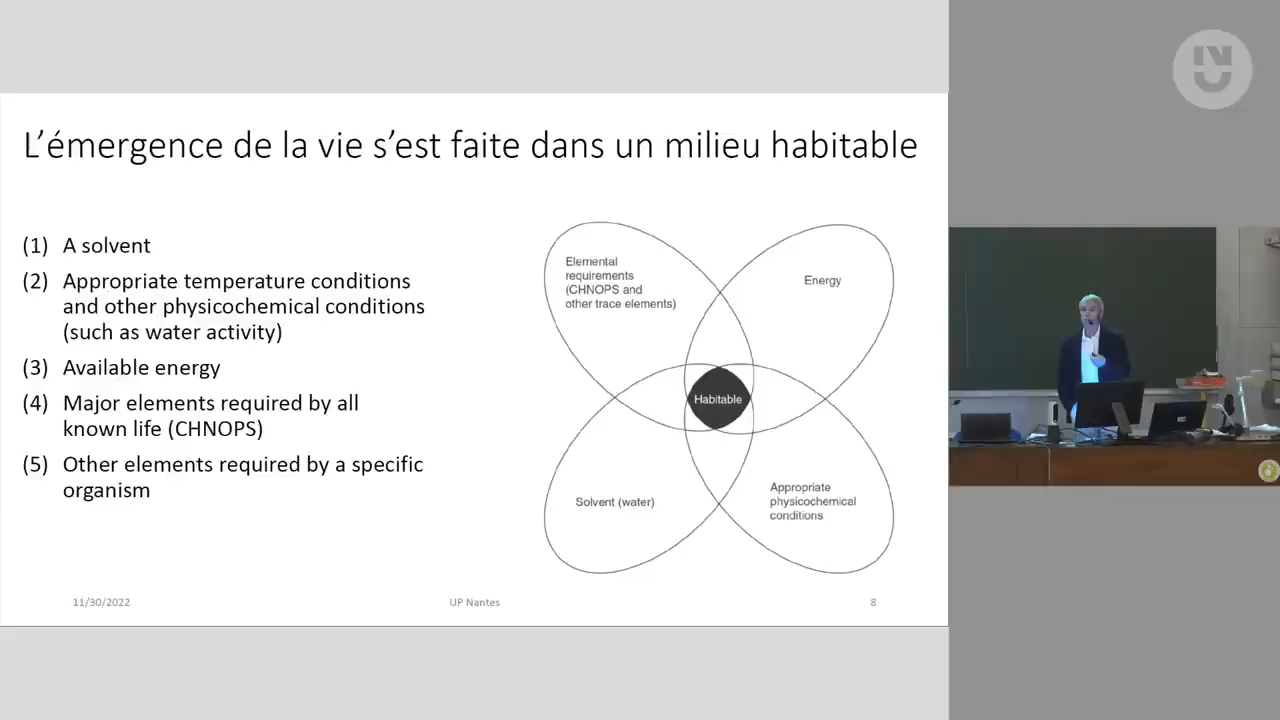 L’émergence de la vie s’est faite dans un milieu habitable
(1) A solvent
(2) Appropriate temperature conditions
and other physicochemical conditions
(such as water activity)
(3) Available energy
(4) Major elements required by all
known life (CHNOPS)
(5) Other elements required by a specific
organism
Elemental
requirements
(CHNOPS and
other trace elements)
Energy
Habitable
Solvent (water)
Appropriate
physicochemical
conditions
11/30/2022
UP Nantes
8